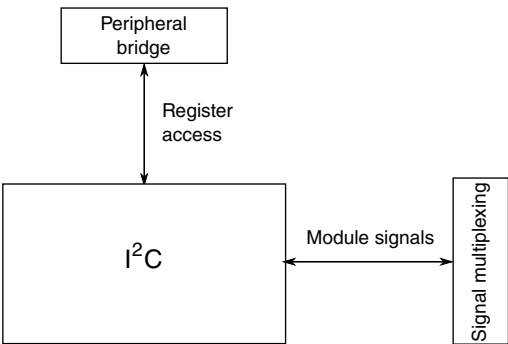 Peripheral
bridge
Register
access
I²C
Module signals
Signal multiplexing